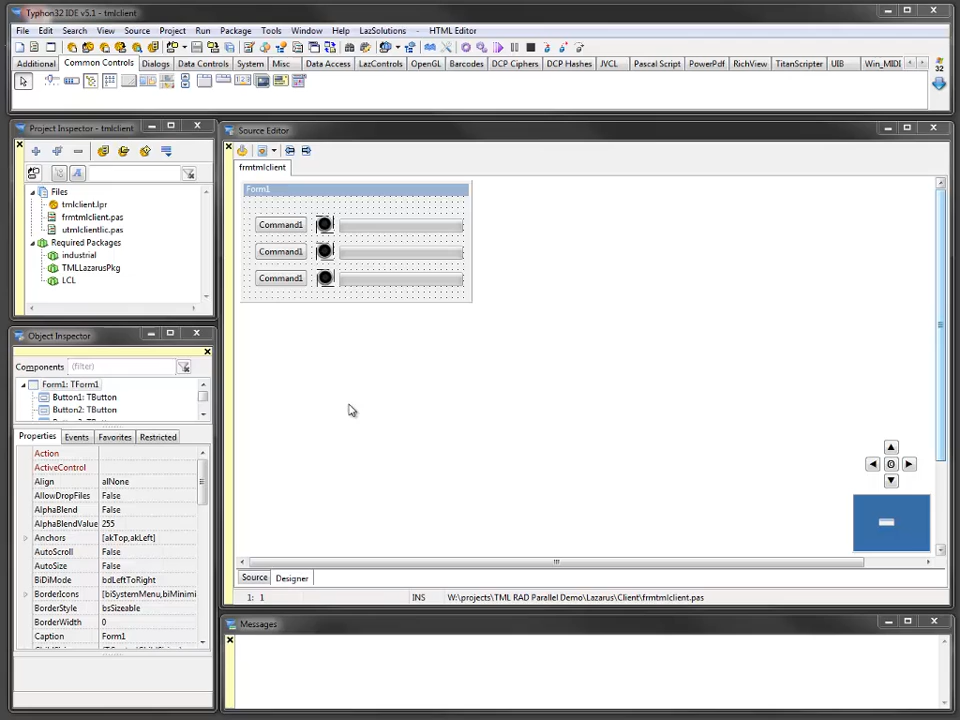 Typhon32 IDE v5.1 - tmlclient
File Edit Search View Source Project Run Package Tools Window Help LazSolutions - HTML Editor
Additional Common Controls Dialogs Data Controls System Misc Data Access LazControls OpenGL Barcodes DCP Ciphers DCP Hashes JVCL Pascal Script PowerPdf RichView TitanScripter UIB Win_MIDI
32
Project Inspector - tmlclient
Files
tmlclient.lpr
frmtmlclient.pas
utmlclientlic.pas
Required Packages
industrial
TMLLazarusPkg
LCL
Source Editor
frmtmlclient
Form1
Command1
Command1
Command1
Source Designer
1: 1 INS W:\projects\TML RAD Parallel Demo\Lazarus\Client\frmtmlclient.pas
Object Inspector
Components (filter)
Form1: TForm1
Button1: TButton
Button2: TButton
Properties Events Favorites Restricted
Action
ActiveControl
Align alNone
AllowDropFiles False
AlphaBlend False
AlphaBlendValue 255
Anchors [akTop,akLeft]
AutoScroll False
AutoSize False
BiDiMode bdLeftToRight
BorderIcons [biSystemMenu,biMinimi
BorderStyle bsSizeable
BorderWidth 0
Caption Form1
Messages